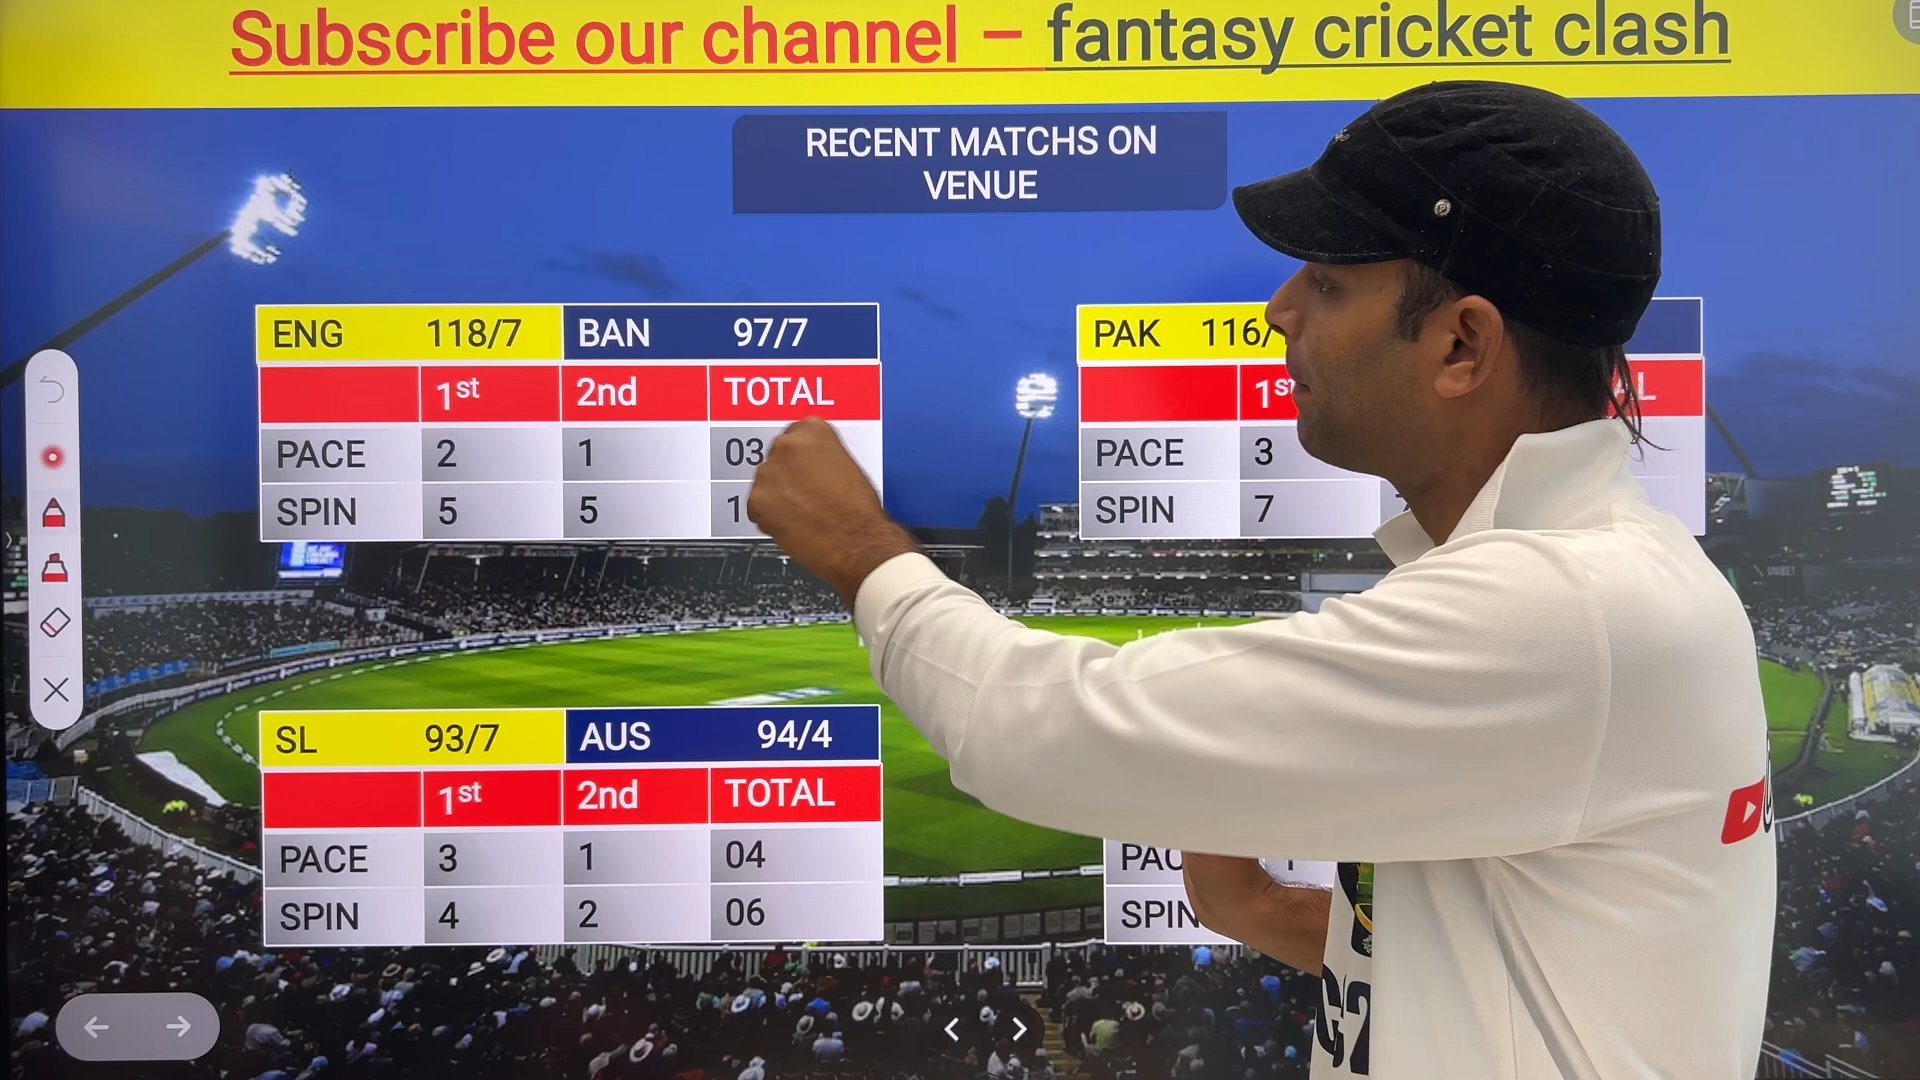 Subscribe our channel – fantasy cricket clash
RECENT MATCHS ON
VENUE
ENG 118/7 BAN 97/7
1st 2nd TOTAL
PACE 2 1 03
SPIN 5 5
PAK
1st
PACE 3
SPIN 7
SL 93/7 AUS 94/4
1st 2nd TOTAL
PACE 3 1 04
SPIN 4 2 06
SPIN